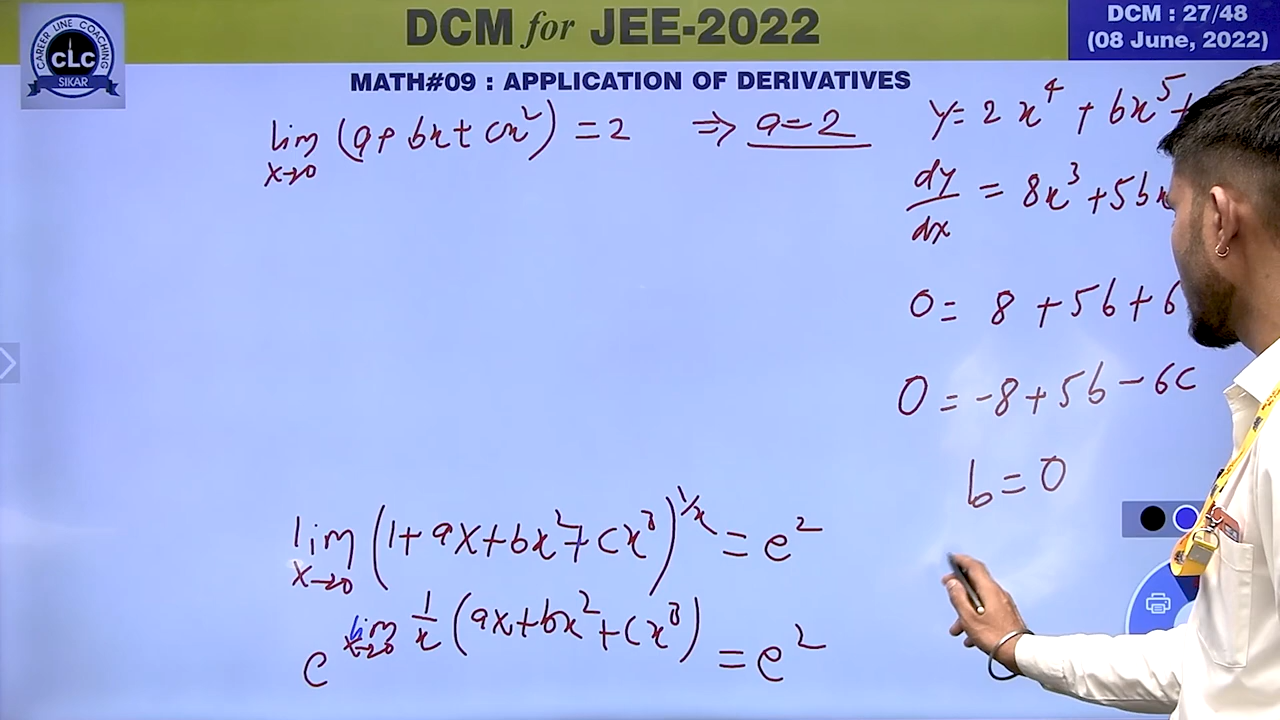 DCM for JEE-2022
DCM : 27/48
(08 June, 2022)
CAREER LINE COACHING
CLC
SIKAR
MATH#09 : APPLICATION OF DERIVATIVES
lim (a+bx+cx²) = 2 ⇒ a=2
x→0
y = 2x⁴ + bx⁵ +
dy/dx = 8x³ + 5bx
0 = 8 + 5b + 6
0 = -8 + 5b - 6c
b = 0
lim (1+ax+bx²+cx³)^(1/x) = e²
x→0
e^(lim x→0 1/x (ax+bx²+cx³)) = e²